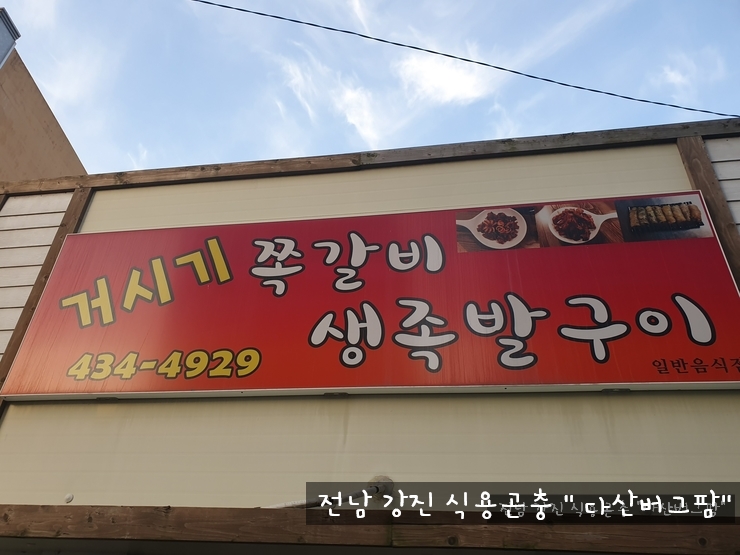 거시기 쪽갈비
생족발구이
434-4929
일반음식점
전남 강진 식용곤충 " 다산버그팜"